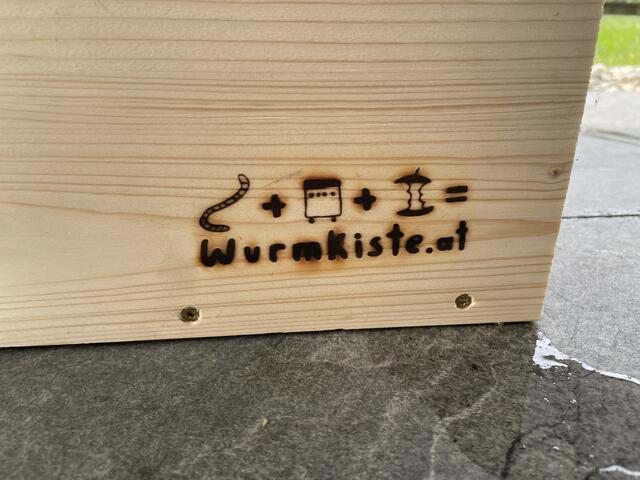 + + =
Wurmkiste.at